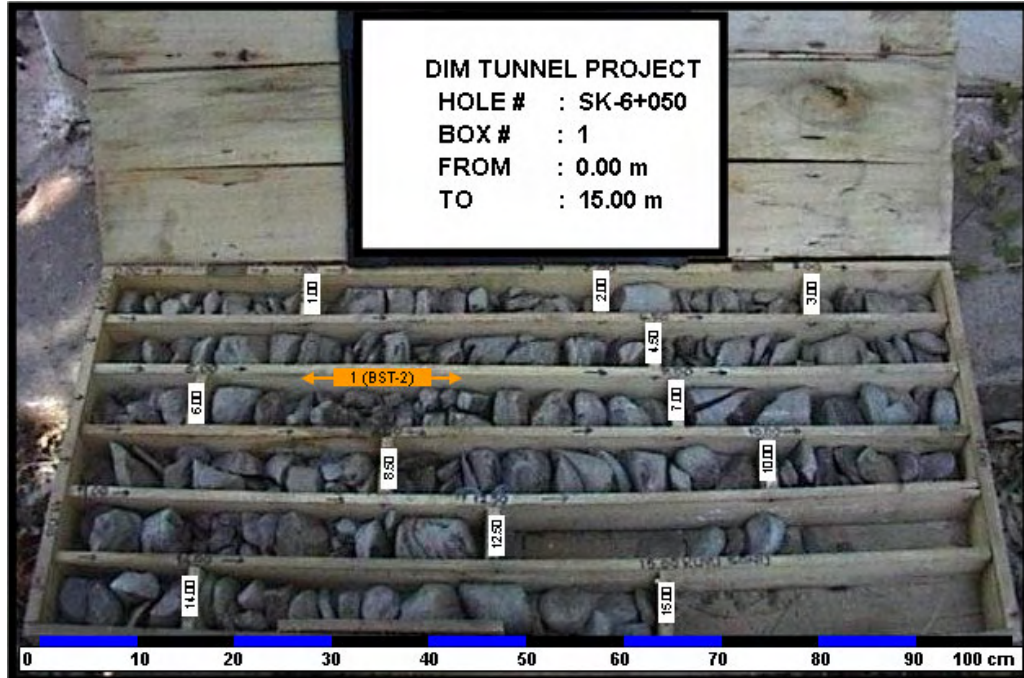 DIM TUNNEL PROJECT
HOLE # : SK-6+050
BOX # : 1
FROM : 0.00 m
TO : 15.00 m
1.00
2.00
3.00
4.50
1 (BST-2)
6.00
7.00
8.50
10.00
12.50
14.00
15.00
0 10 20 30 40 50 60 70 80 90 100 cm